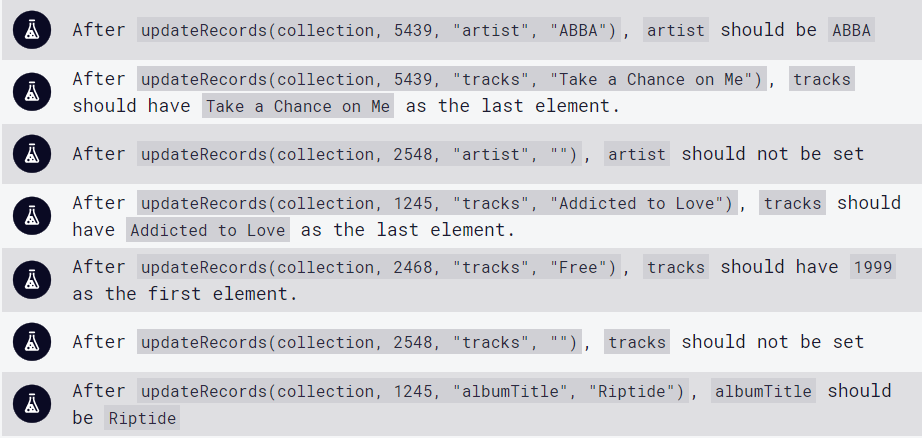 After updateRecords(collection, 5439, "artist", "ABBA"), artist should be ABBA
After updateRecords(collection, 5439, "tracks", "Take a Chance on Me"), tracks
should have Take a Chance on Me as the last element.
After updateRecords(collection, 2548, "artist", ""), artist should not be set
After updateRecords(collection, 1245, "tracks", "Addicted to Love"), tracks should
have Addicted to Love as the last element.
After updateRecords(collection, 2468, "tracks", "Free"), tracks should have 1999
as the first element.
After updateRecords(collection, 2548, "tracks", ""), tracks should not be set
After updateRecords(collection, 1245, "albumTitle", "Riptide"), albumTitle should
be Riptide